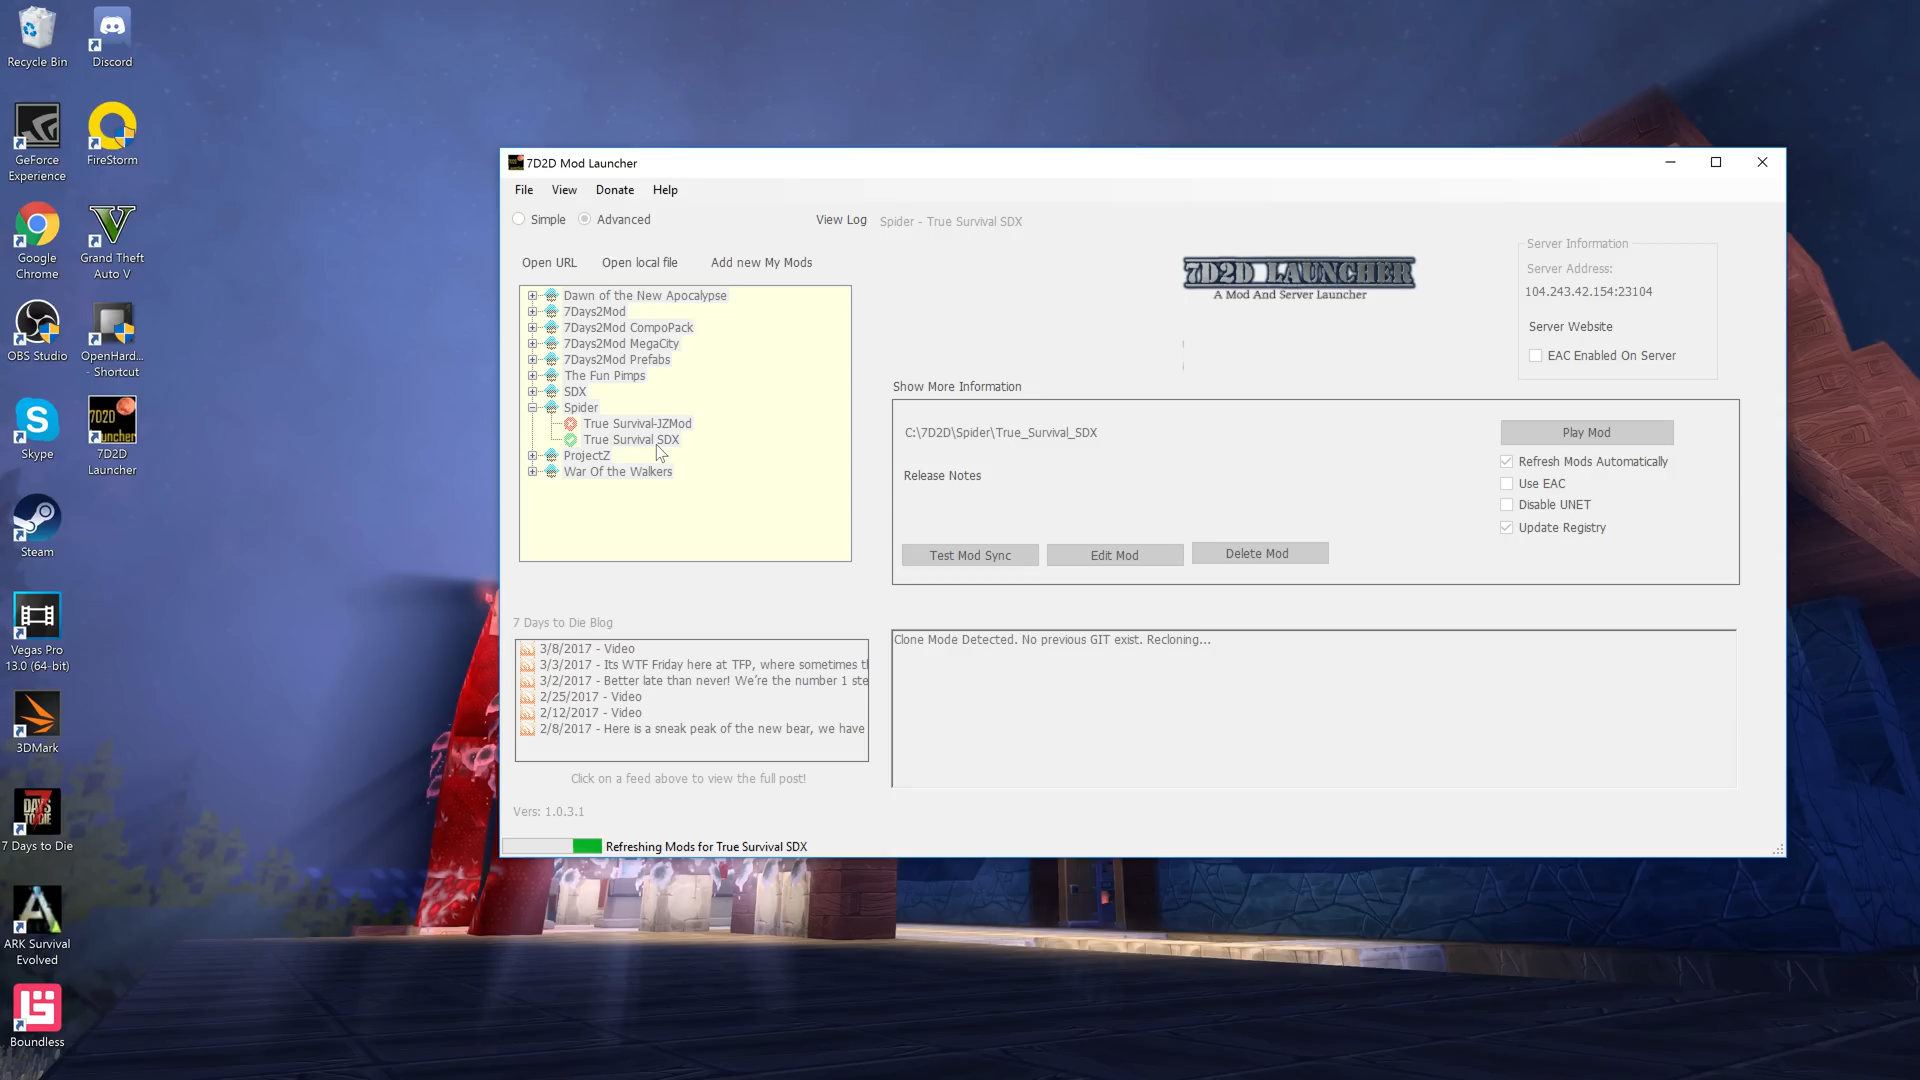 Recycle Bin
Discord
GeForce
Experience
FireStorm
Google
Chrome
Grand Theft
Auto V
OBS Studio
OpenHard...
- Shortcut
Skype
7D2D
Launcher
Steam
Vegas Pro
13.0 (64-bit)
3DMark
7 DAYS TO DIE
7 Days to Die
ARK Survival
Evolved
Boundless
7D2D Mod Launcher
File View Donate Help
Simple Advanced View Log Spider - True Survival SDX
Open URL Open local file Add new My Mods
Dawn of the New Apocalypse
7Days2Mod
7Days2Mod CompoPack
7Days2Mod MegaCity
7Days2Mod Prefabs
The Fun Pimps
SDX
Spider
True Survival-JZMod
True Survival SDX
ProjectZ
War Of the Walkers
7D2D LAUNCHER
A Mod And Server Launcher
Server Information
Server Address:
104.243.42.154:23104
Server Website
EAC Enabled On Server
Show More Information
C:\7D2D\Spider\True_Survival_SDX
Release Notes
Play Mod
Refresh Mods Automatically
Use EAC
Disable UNET
Update Registry
Test Mod Sync Edit Mod Delete Mod
7 Days to Die Blog
3/8/2017 - Video
3/3/2017 - Its WTF Friday here at TFP, where sometimes tl
3/2/2017 - Better late than never! We're the number 1 ste
2/25/2017 - Video
2/12/2017 - Video
2/8/2017 - Here is a sneak peak of the new bear, we have
Click on a feed above to view the full post!
Vers: 1.0.3.1
Clone Mode Detected. No previous GIT exist. Recloning...
Refreshing Mods for True Survival SDX